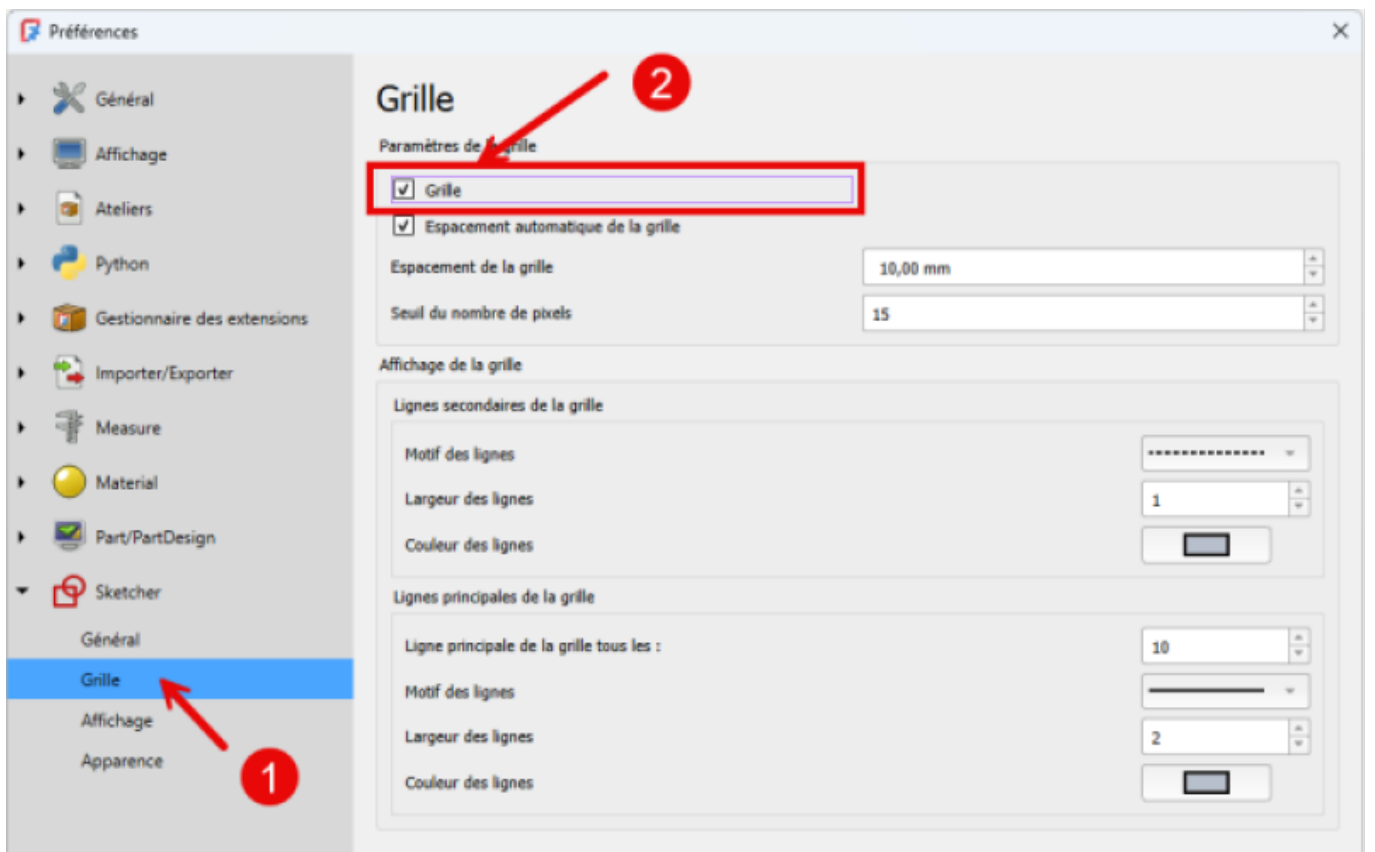 Préférences
Général
Affichage
Ateliers
Python
Gestionnaire des extensions
Importer/Exporter
Measure
Material
Part/PartDesign
Sketcher
Général
Grille
Affichage
Apparence
1
Grille
2
Paramètres de la grille
Grille
Espacement automatique de la grille
Espacement de la grille 10,00 mm
Seuil du nombre de pixels 15
Affichage de la grille
Lignes secondaires de la grille
Motif des lignes
Largeur des lignes 1
Couleur des lignes
Lignes principales de la grille
Ligne principale de la grille tous les : 10
Motif des lignes
Largeur des lignes 2
Couleur des lignes